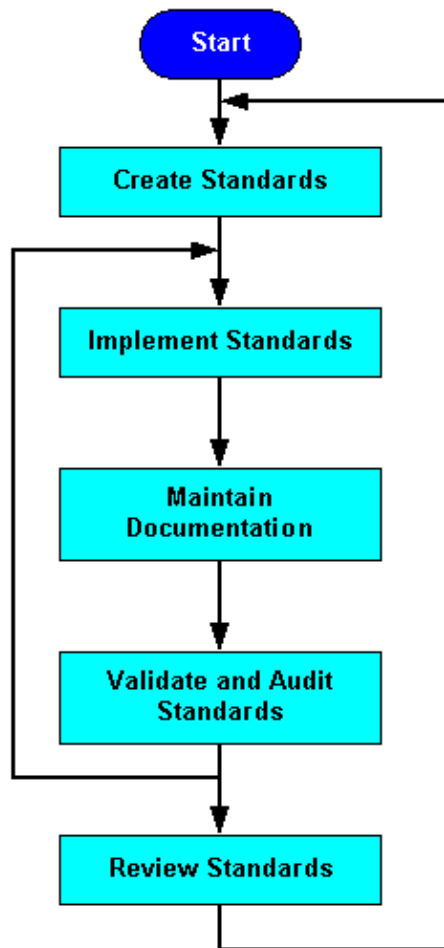 Start
Create Standards
Implement Standards
Maintain
Documentation
Validate and Audit
Standards
Review Standards